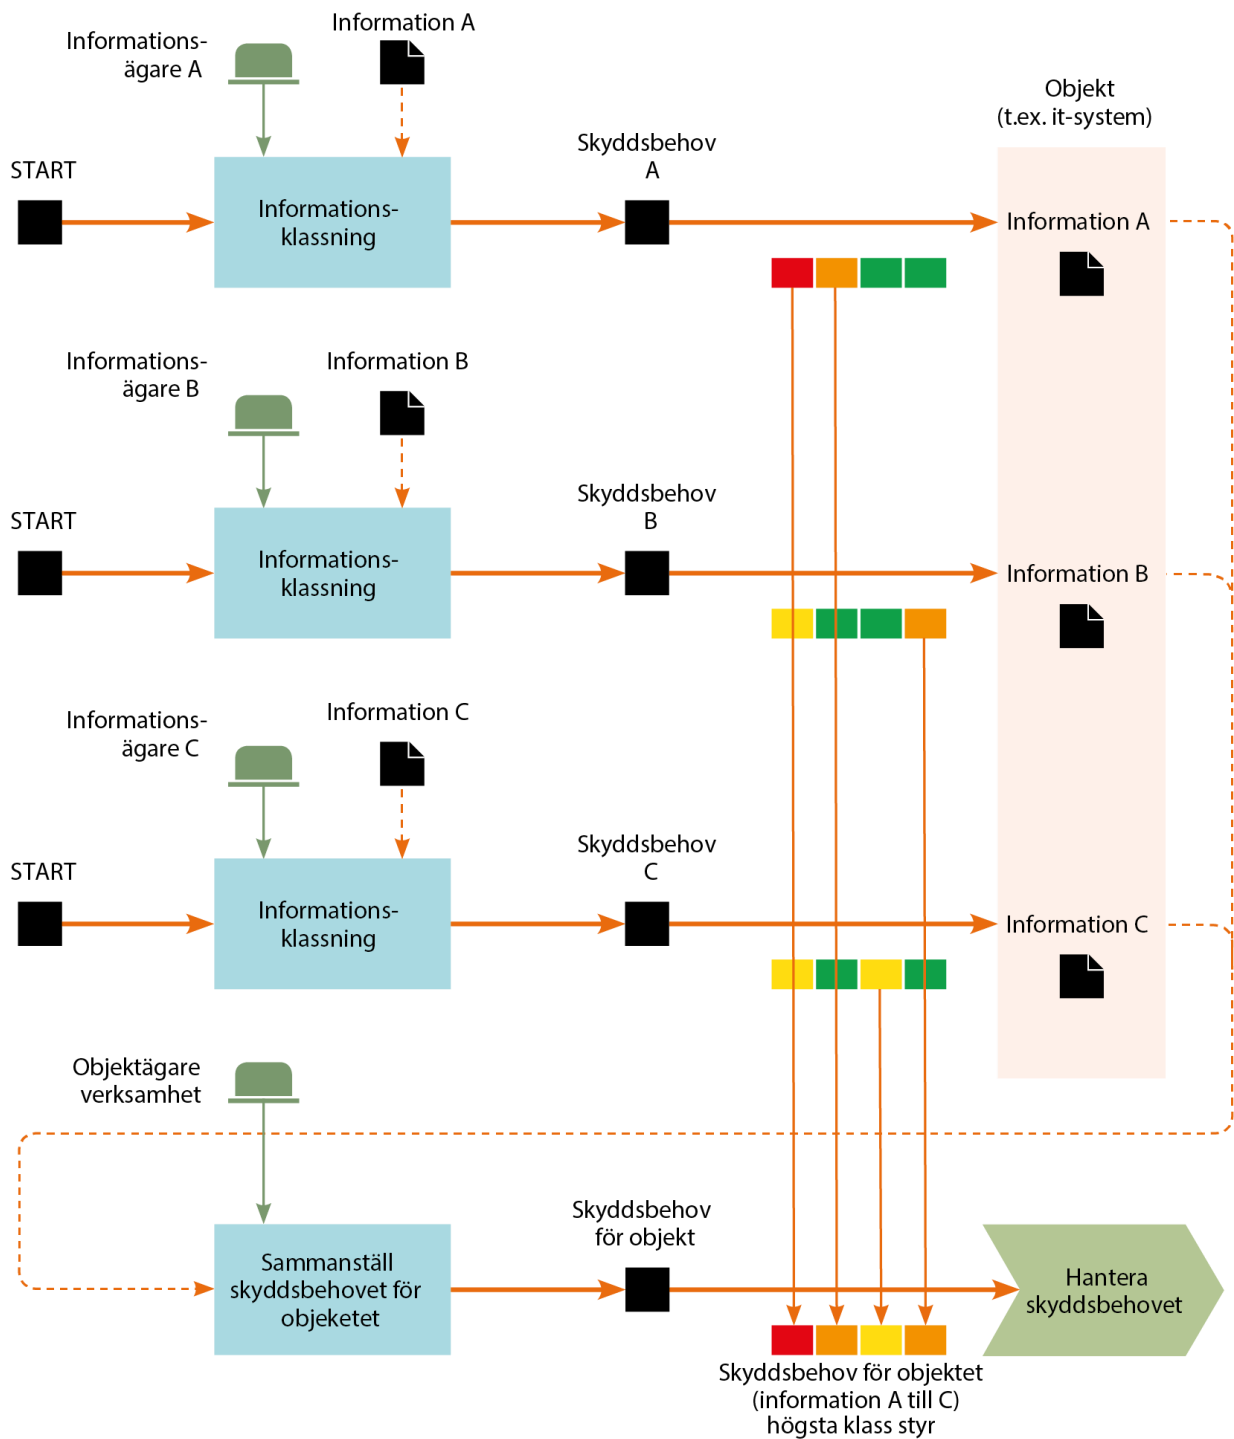 Informations-
ägare A
Information A
Objekt
(t.ex. it-system)
START
Informations-
klassning
Skyddsbehov
A
Information A
Informations-
ägare B
Information B
START
Informations-
klassning
Skyddsbehov
B
Information B
Informations-
ägare C
Information C
START
Informations-
klassning
Skyddsbehov
C
Information C
Objektägare
verksamhet
Sammanställ
skyddsbehovet för
objeketet
Skyddsbehov
för objekt
Hantera
skyddsbehovet
Skyddsbehov för objektet
(information A till C)
högsta klass styr